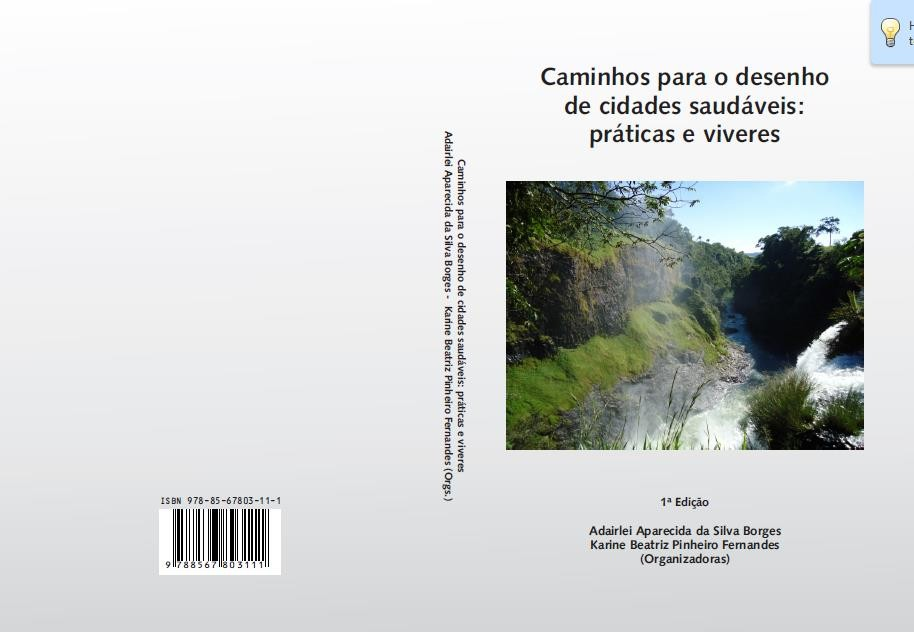 Caminhos para o desenho
de cidades saudáveis:
práticas e viveres
1ª Edição
Adairlei Aparecida da Silva Borges
Karine Beatriz Pinheiro Fernandes
(Organizadoras)
Caminhos para o desenho de cidades saudáveis: práticas e viveres
Adairlei Aparecida da Silva Borges - Karine Beatriz Pinheiro Fernandes (Orgs.)
ISBN 978-85-67803-11-1
9 788567 803111